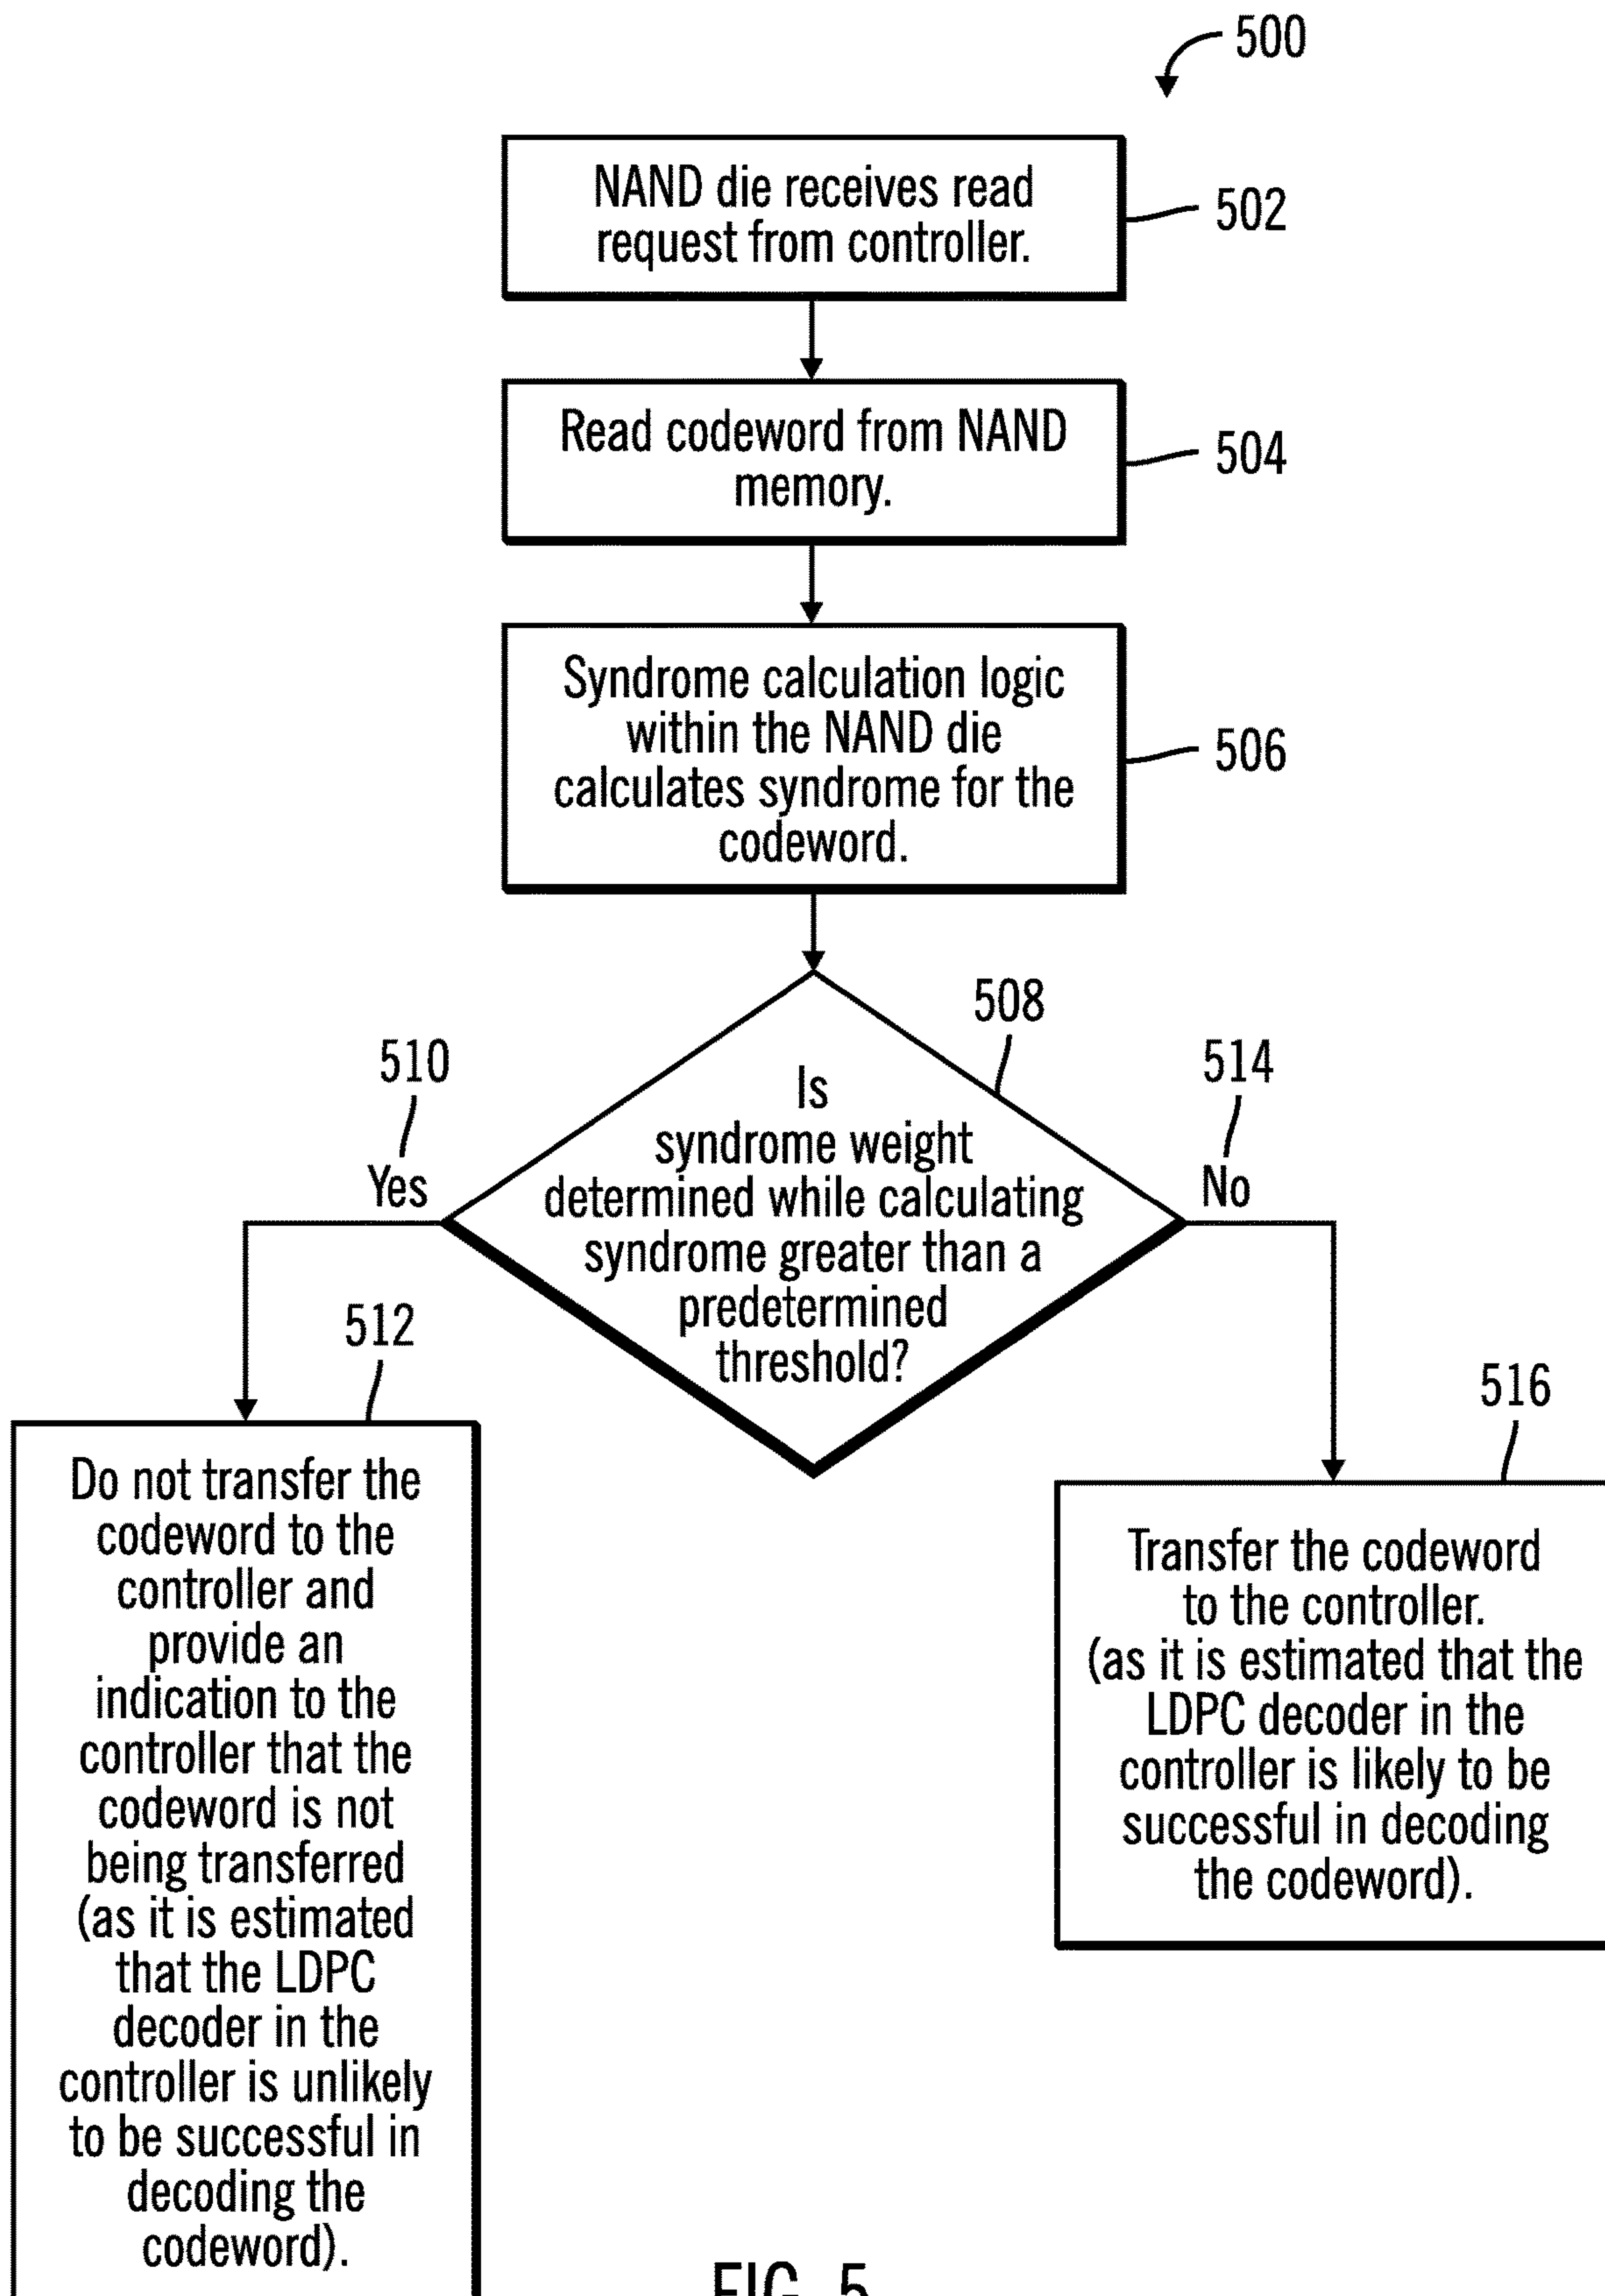 500
NAND die receives read
request from controller.
502
Read codeword from NAND
memory.
504
Syndrome calculation logic
within the NAND die
calculates syndrome for the
codeword.
506
508
510
514
Yes
No
Is
syndrome weight
determined while calculating
syndrome greater than a
predetermined
threshold?
512
Do not transfer the
codeword to the
controller and
provide an
indication to the
controller that the
codeword is not
being transferred
(as it is estimated
that the LDPC
decoder in the
controller is unlikely
to be successful in
decoding the
codeword).
516
Transfer the codeword
to the controller.
(as it is estimated that the
LDPC decoder in the
controller is likely to be
successful in decoding
the codeword).
FIG. 5